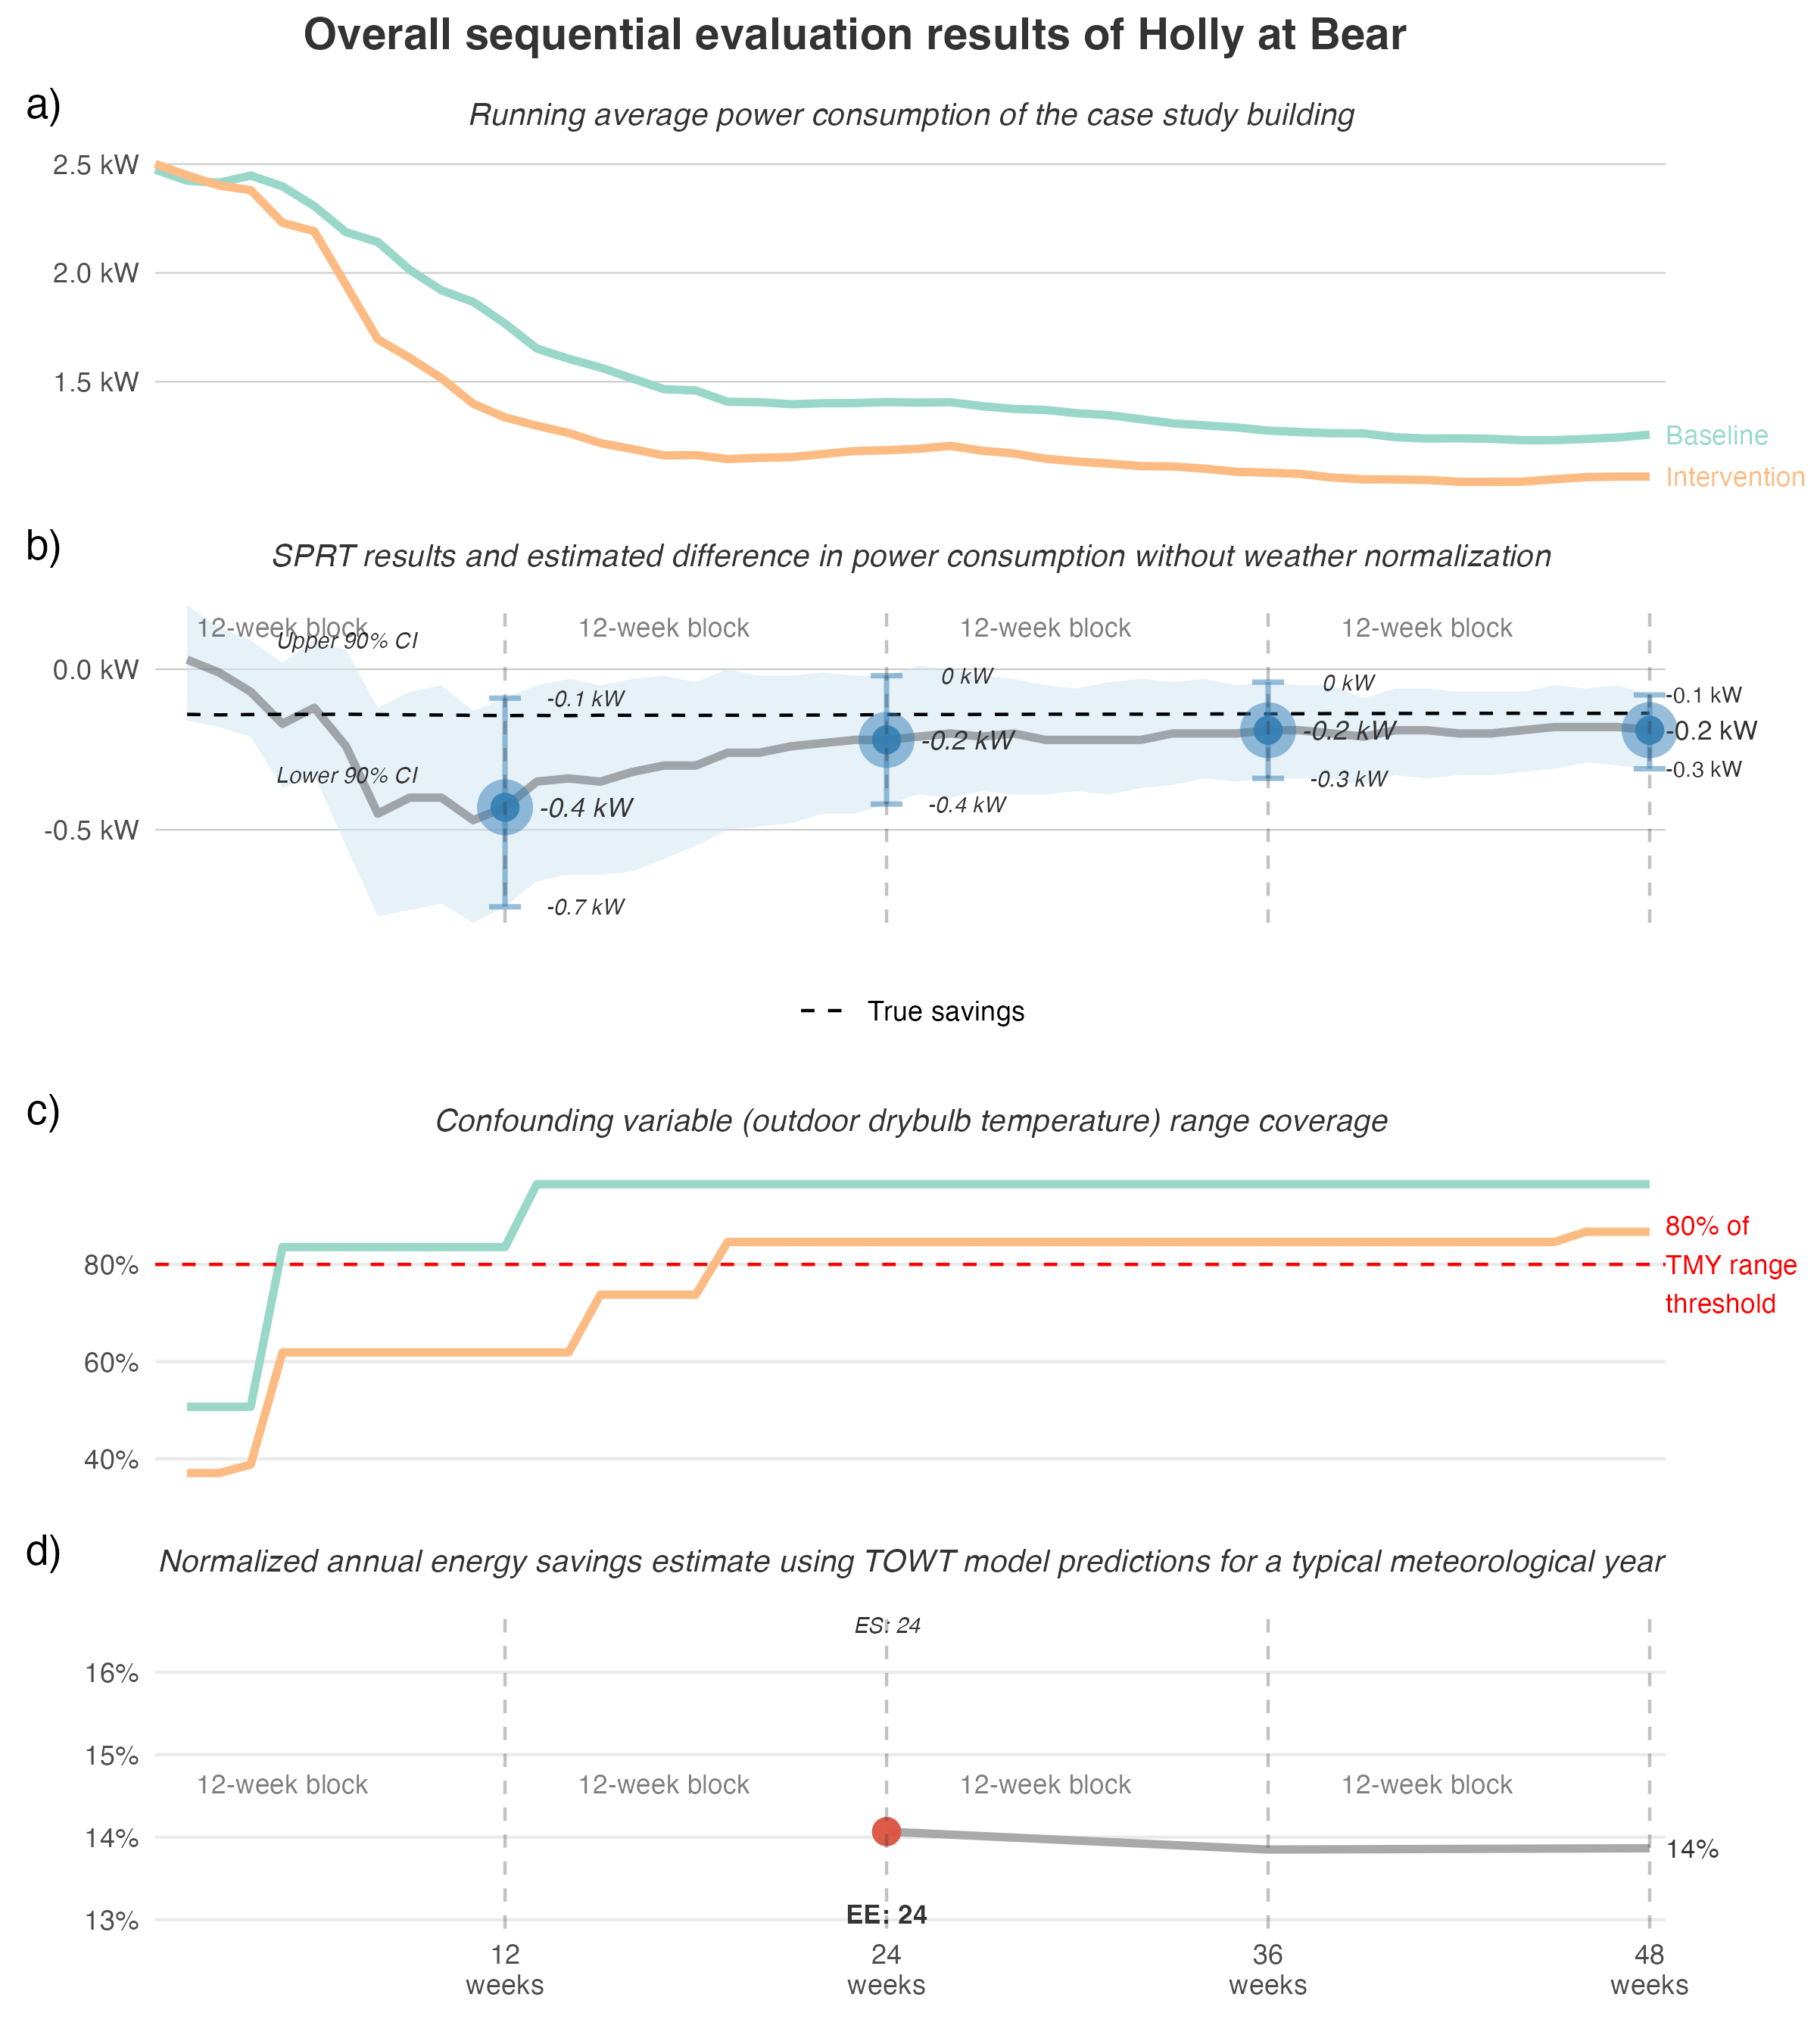 Overall sequential evaluation results of Holly at Bear
a)
Running average power consumption of the case study building
2.5 kW
2.0 kW
1.5 kW
Baseline
Intervention
b)
SPRT results and estimated difference in power consumption without weather normalization
12-week block
12-week block
12-week block
12-week block
Upper 90% CI
0.0 kW
0 kW
0 kW
-0.1 kW
-0.1 kW
-0.2 kW
-0.2 kW
-0.2 kW
Lower 90% CI
-0.3 kW
-0.3 kW
-0.4 kW
-0.4 kW
-0.5 kW
-0.7 kW
True savings
c)
Confounding variable (outdoor drybulb temperature) range coverage
80%
60%
40%
80% of
TMY range
threshold
d)
Normalized annual energy savings estimate using TOWT model predictions for a typical meteorological year
ES: 24
16%
15%
12-week block
12-week block
12-week block
12-week block
14%
14%
EE: 24
13%
12
weeks
24
weeks
36
weeks
48
weeks